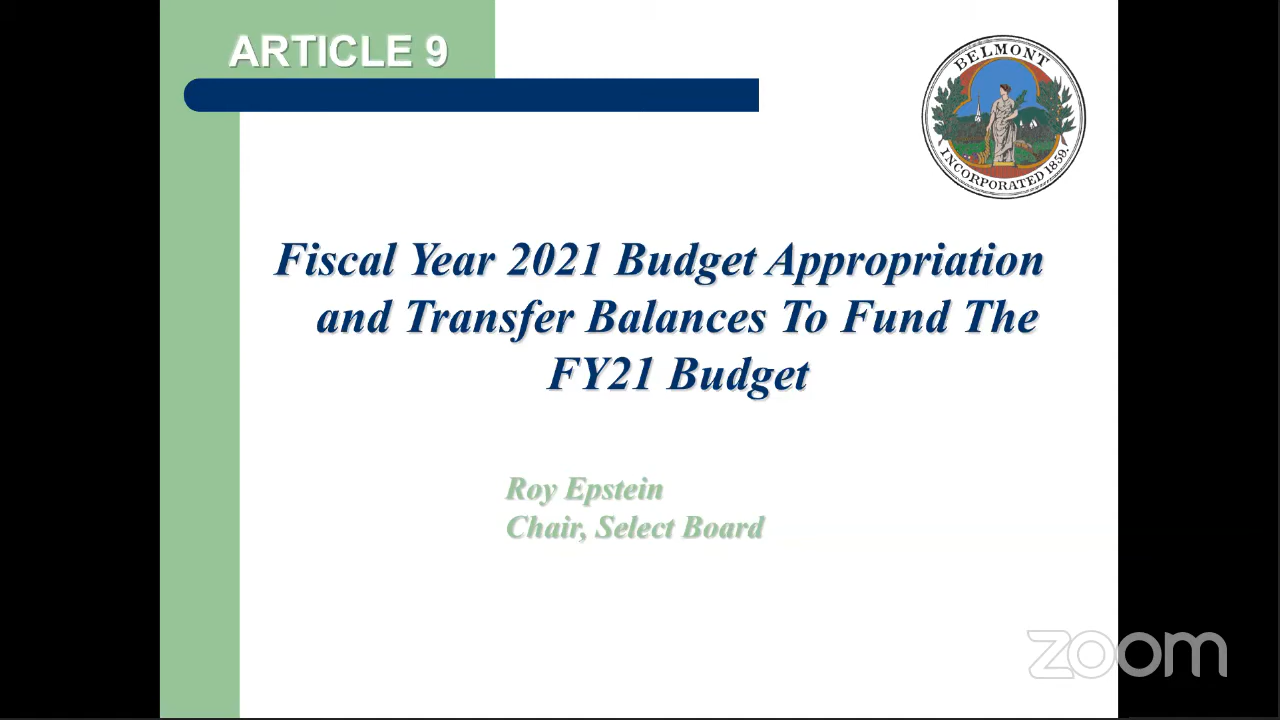 ARTICLE 9
BELMONT
INCORPORATED 1859.
Fiscal Year 2021 Budget Appropriation
and Transfer Balances To Fund The
FY21 Budget
Roy Epstein
Chair, Select Board
zoom